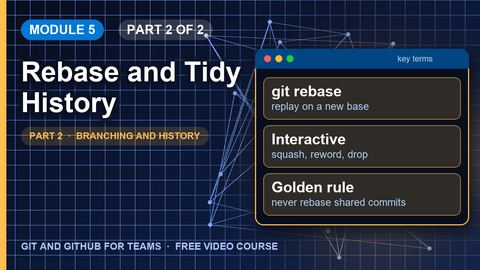 MODULE 5
PART 2 OF 2
Rebase and Tidy
History
PART 2 · BRANCHING AND HISTORY
key terms
git rebase
replay on a new base
Interactive
squash, reword, drop
Golden rule
never rebase shared commits
GIT AND GITHUB FOR TEAMS · FREE VIDEO COURSE